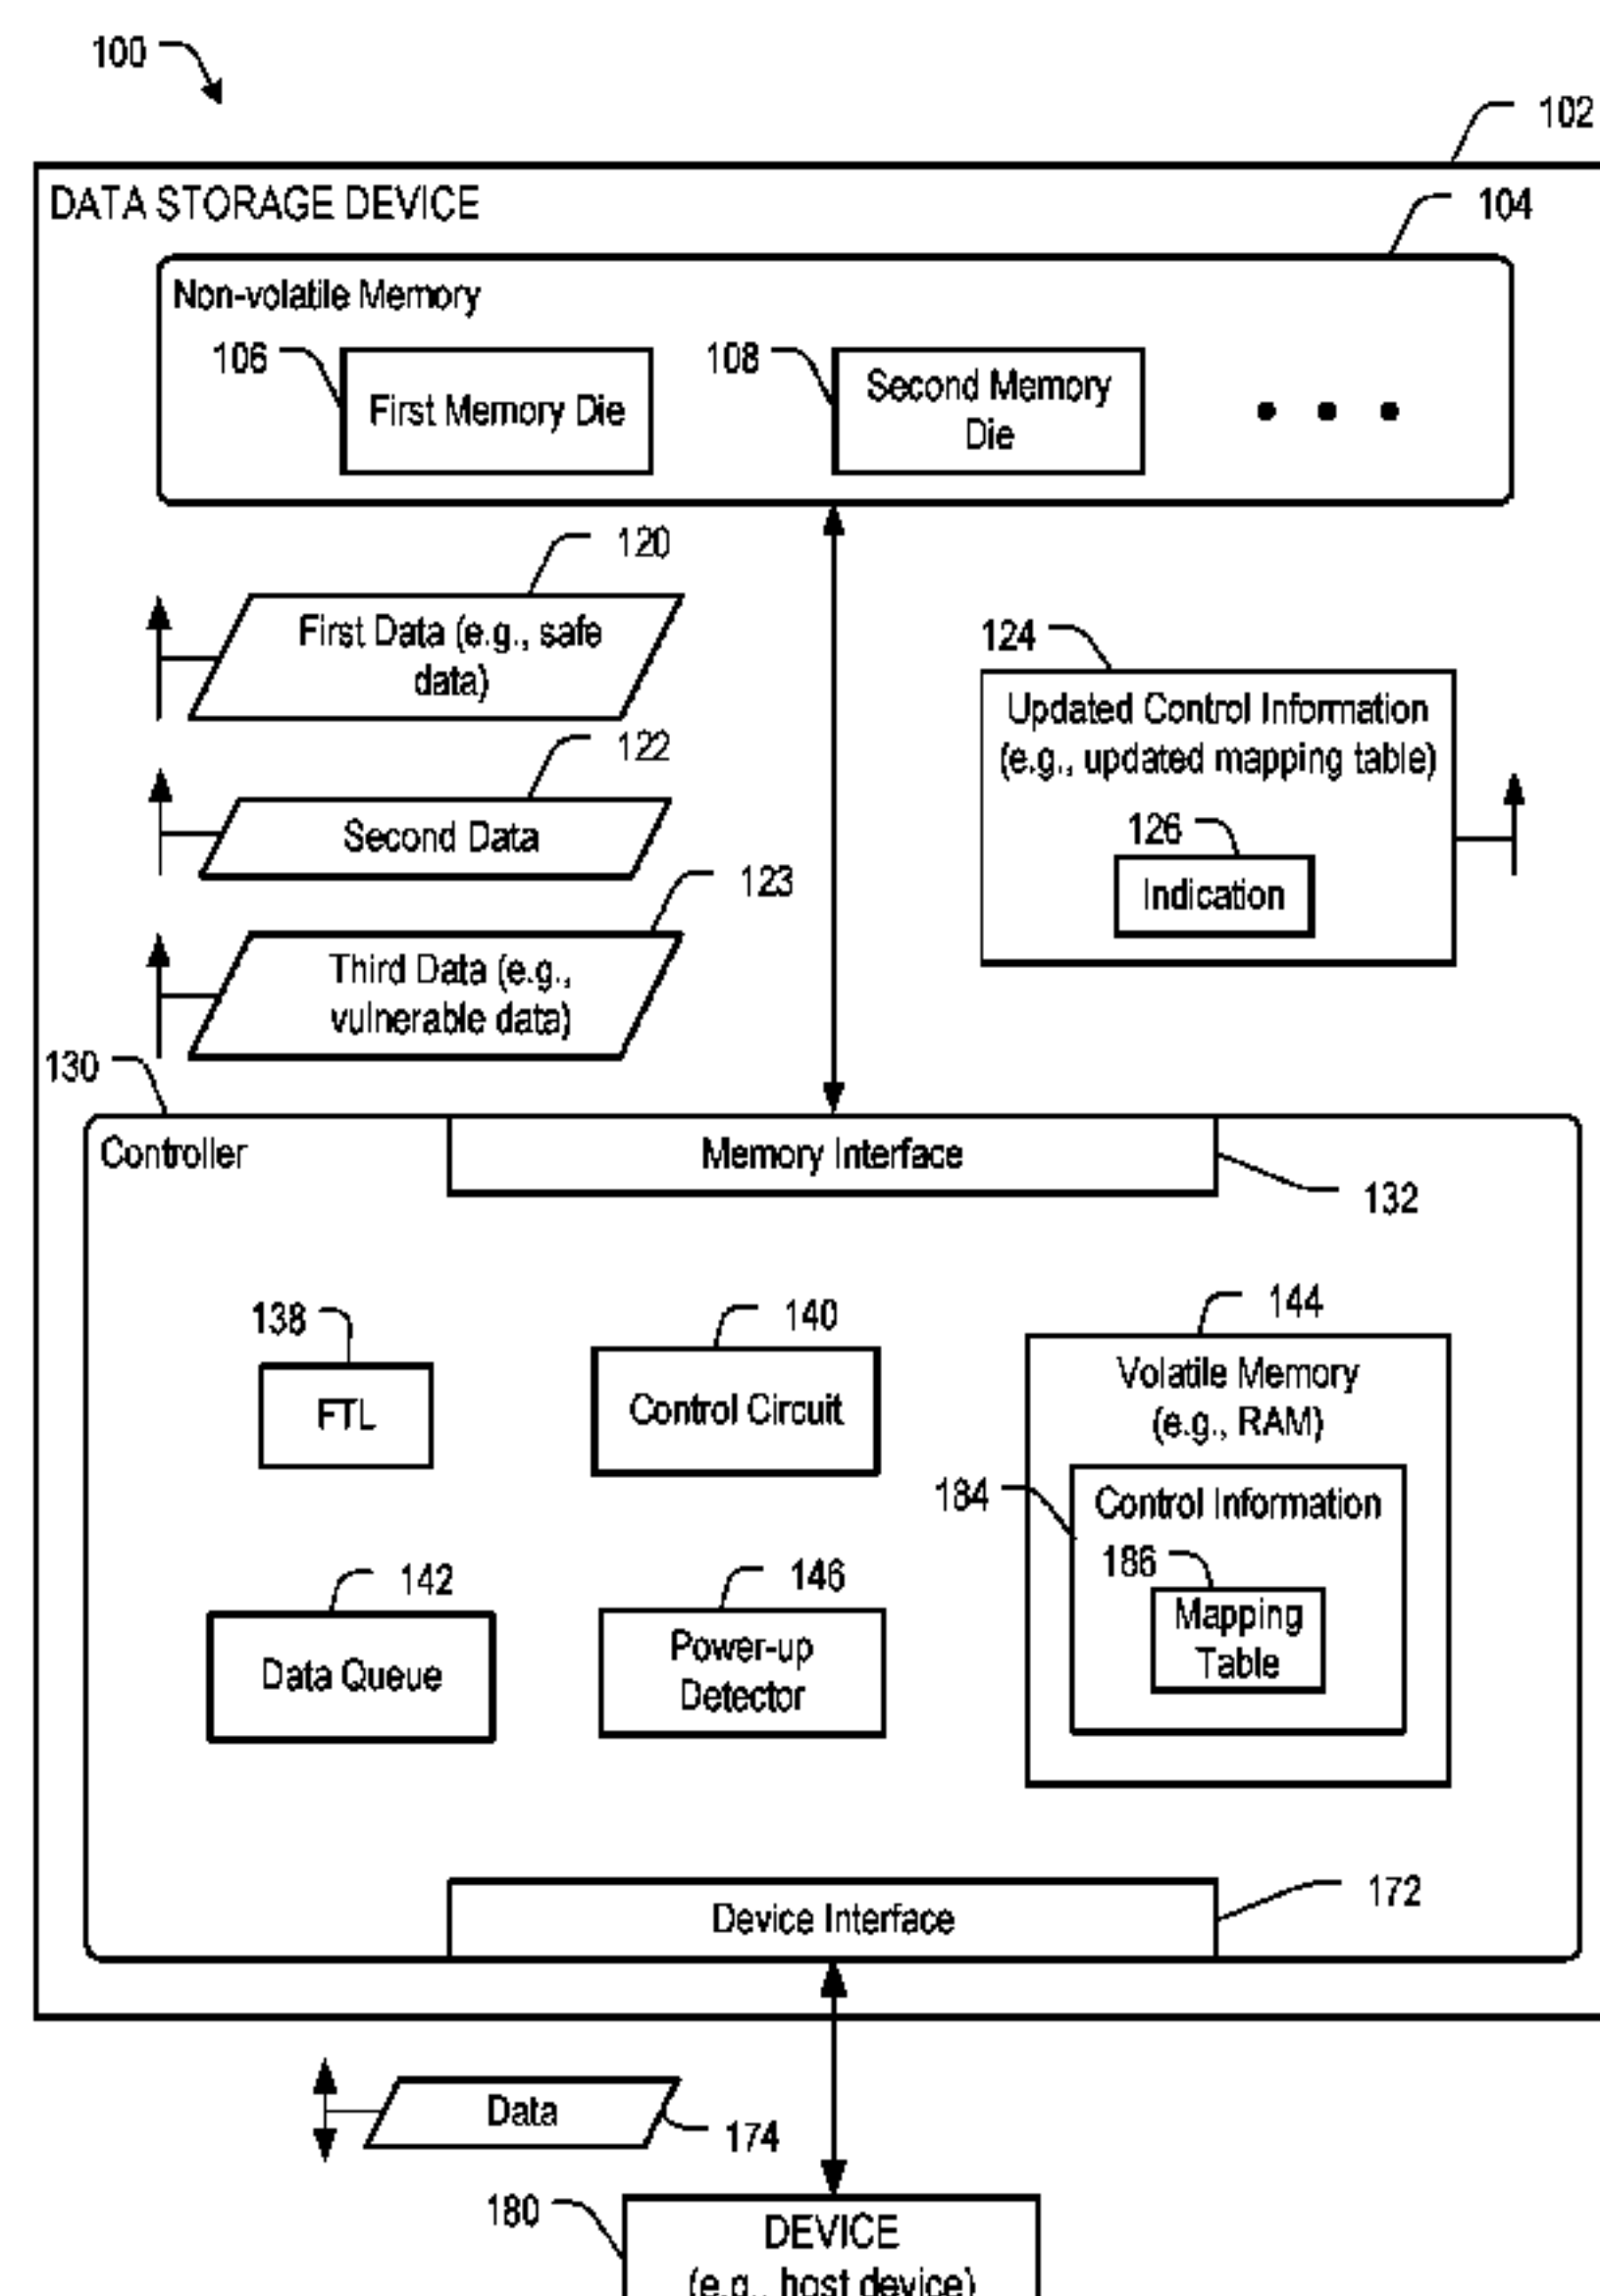 100
102
DATA STORAGE DEVICE
104
Non-volatile Memory
106
First Memory Die
108
Second Memory
Die
120
First Data (e.g., safe
data)
122
Second Data
123
Third Data (e.g.,
vulnerable data)
124
Updated Control Information
(e.g., updated mapping table)
126
Indication
130
Controller
Memory Interface
132
138
FTL
140
Control Circuit
144
Volatile Memory
(e.g., RAM)
184
Control Information
186
Mapping
Table
142
Data Queue
146
Power-up
Detector
Device Interface
172
Data
174
180
DEVICE
(e.g., host device)